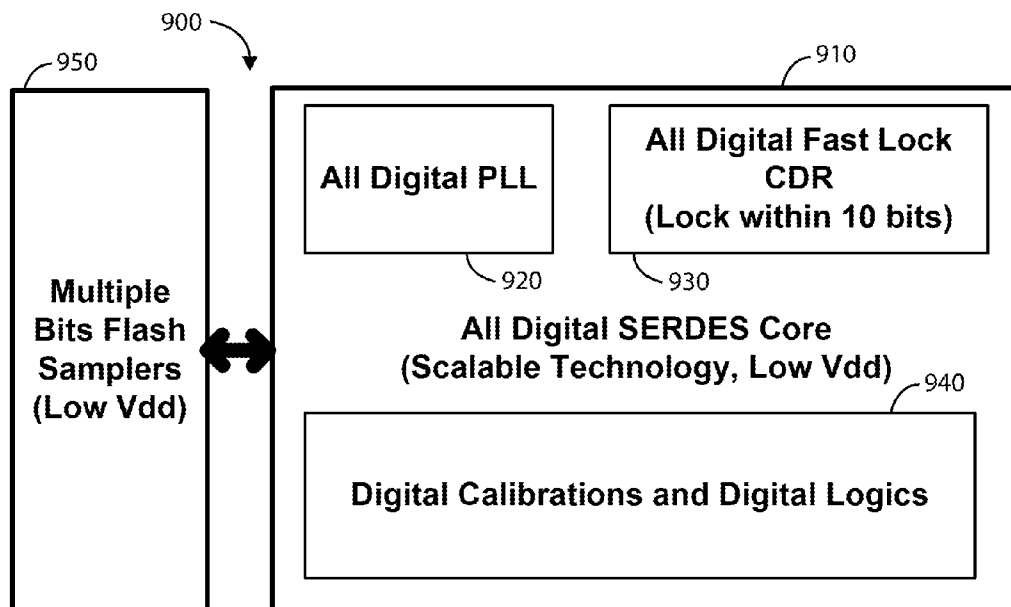 900
950
910
All Digital PLL
All Digital Fast Lock
CDR
(Lock within 10 bits)
920
930
Multiple
Bits Flash
Samplers
(Low Vdd)
All Digital SERDES Core
(Scalable Technology, Low Vdd)
940
Digital Calibrations and Digital Logics